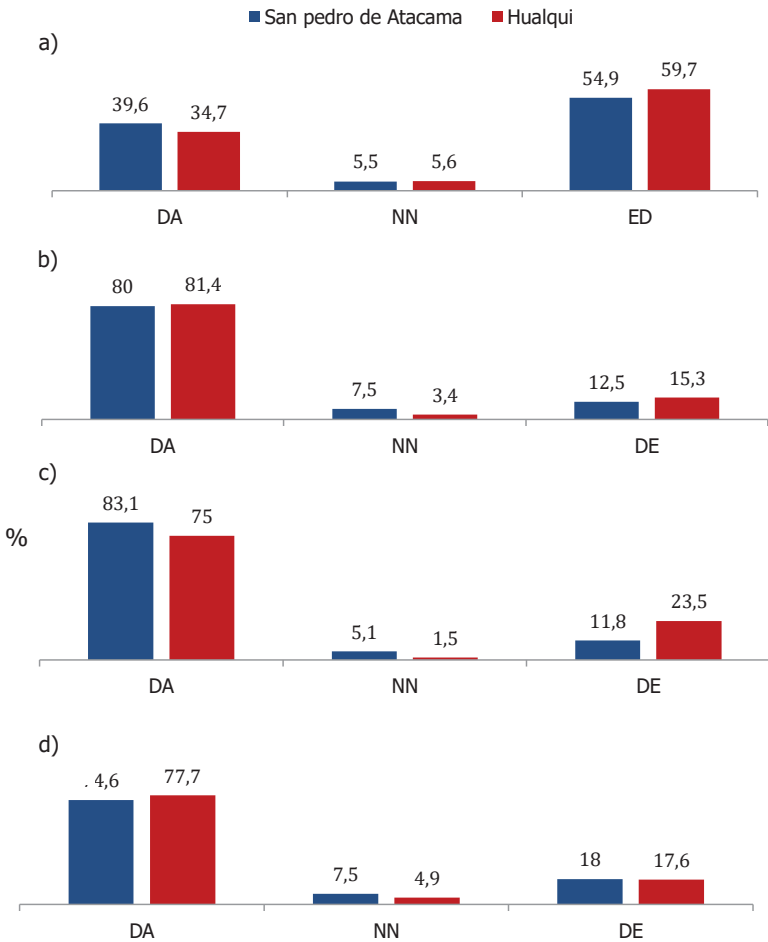 San pedro de Atacama Hualqui
a)
39,6 34,7 5,5 5,6 54,9 59,7
DA NN ED
b)
80 81,4 7,5 3,4 12,5 15,3
DA NN DE
c)
83,1 75 5,1 1,5 11,8 23,5
%
DA NN DE
d)
4,6 77,7 7,5 4,9 18 17,6
DA NN DE